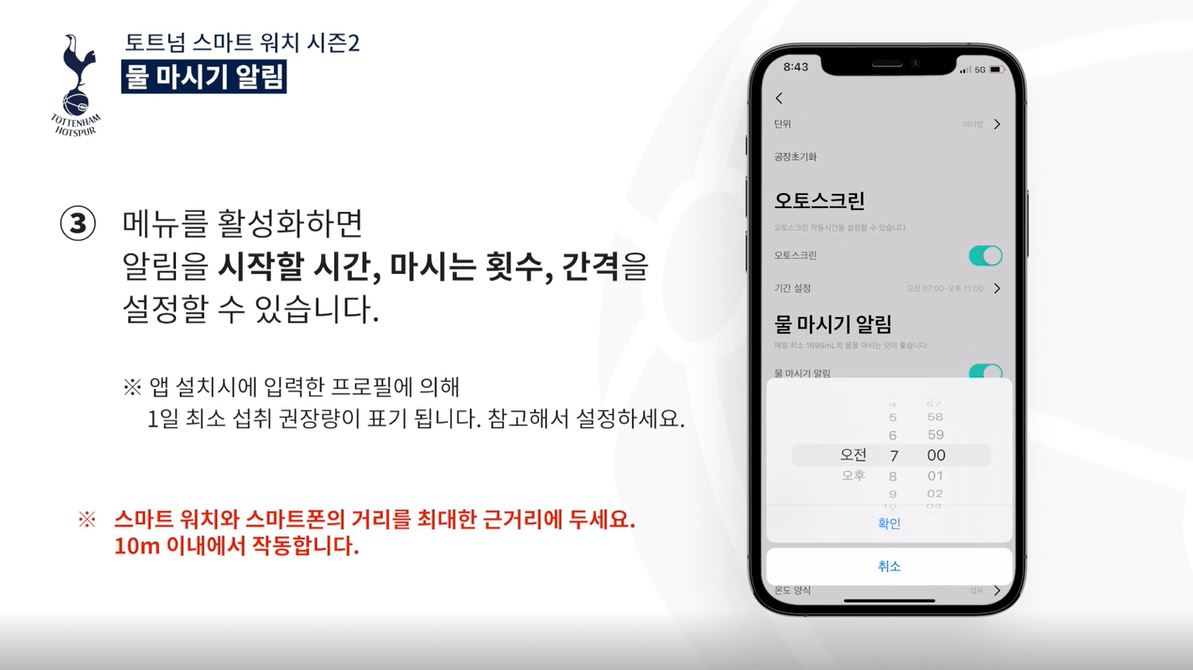 토트넘 스마트 워치 시즌2
물 마시기 알림
TOTTENHAM
HOTSPUR
③ 메뉴를 활성화하면
알림을 시작할 시간, 마시는 횟수, 간격을
설정할 수 있습니다.
※ 앱 설치시에 입력한 프로필에 의해
1일 최소 섭취 권장량이 표기 됩니다. 참고해서 설정하세요.
※ 스마트 워치와 스마트폰의 거리를 최대한 근거리에 두세요.
10m 이내에서 작동합니다.
8:43 5G
단위 미터법
공장초기화
오토스크린
오토스크린 작동시간을 설정할 수 있습니다.
오토스크린
기간 설정 오전 07:00~오후 11:00
물 마시기 알림
매일 최소 1695mL의 물을 마시는 것이 좋습니다.
물 마시기 알림
4 57
5 58
6 59
오전 7 00
오후 8 01
9 02
10 03
확인
취소
온도 양식 섭씨